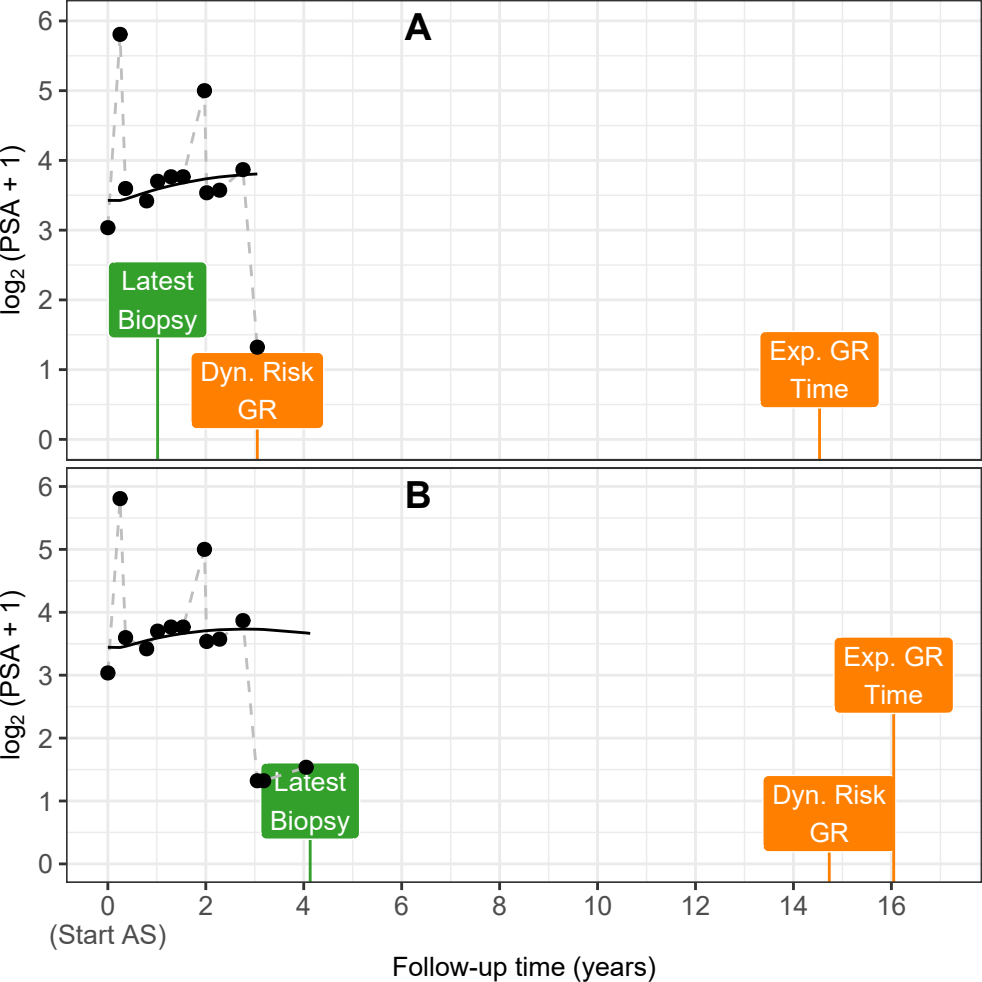 A
6
5
4
3
2
1
0
log₂ (PSA + 1)
Latest
Biopsy
Dyn. Risk
GR
Exp. GR
Time
B
6
5
4
3
2
1
0
log₂ (PSA + 1)
Latest
Biopsy
Exp. GR
Time
Dyn. Risk
GR
0 2 4 6 8 10 12 14 16
(Start AS)
Follow-up time (years)